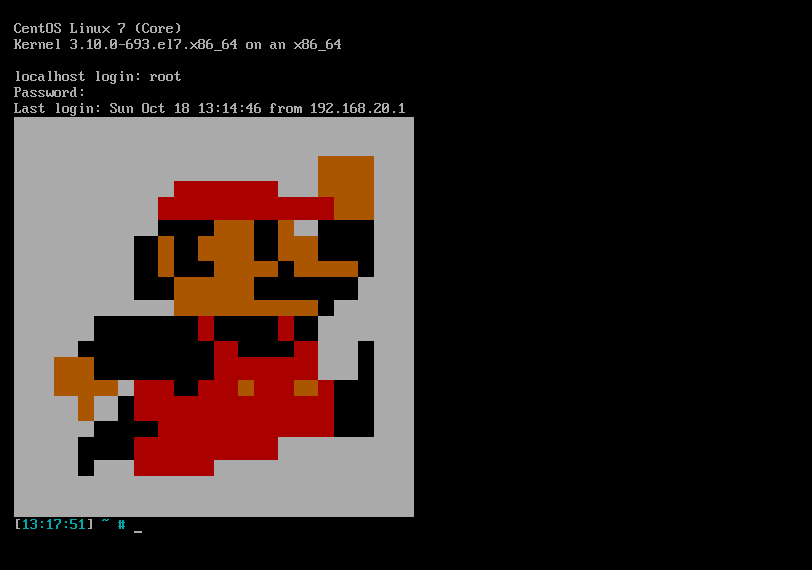 CentOS Linux 7 (Core)
Kernel 3.10.0-693.el7.x86_64 on an x86_64
localhost login: root
Password:
Last login: Sun Oct 18 13:14:46 from 192.168.20.1
[13:17:51] ~ # _